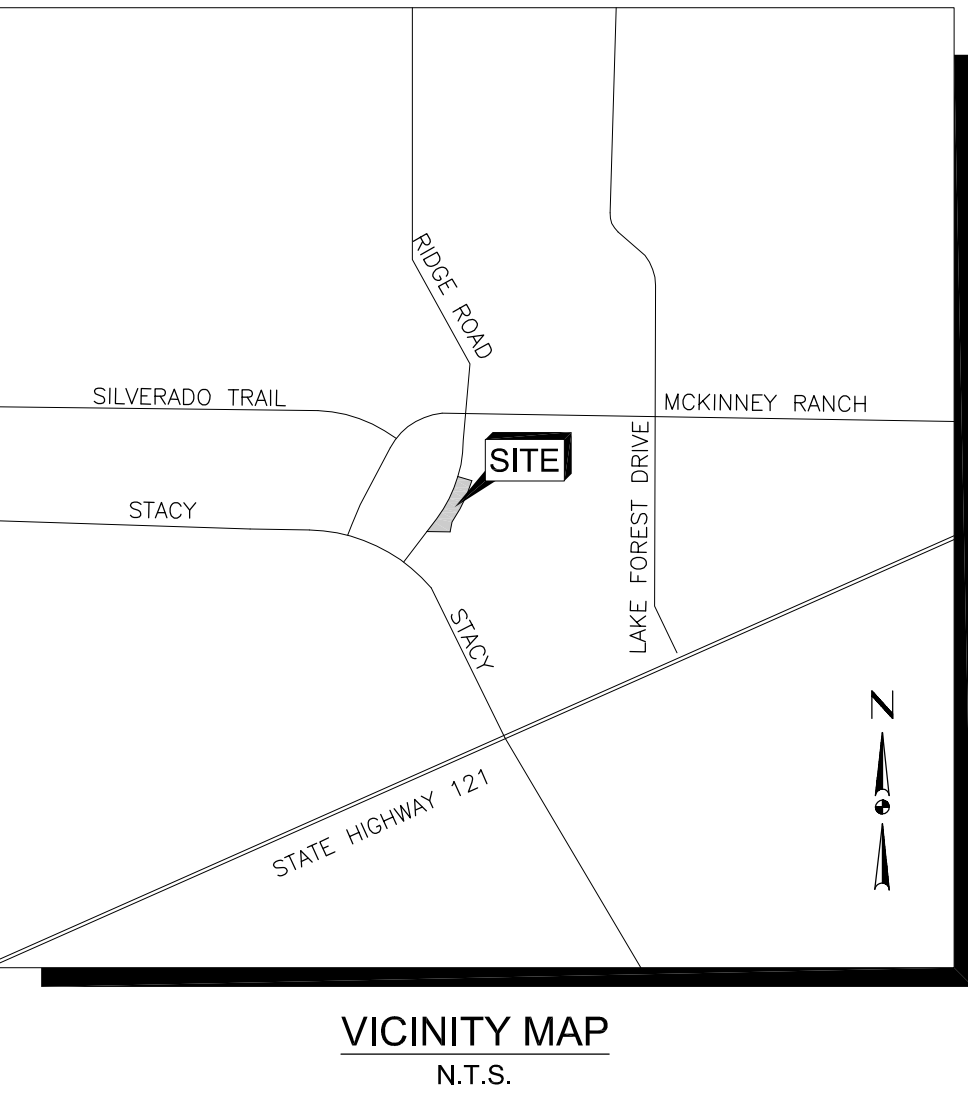 RIDGE ROAD
SILVERADO TRAIL
MCKINNEY RANCH
SITE
LAKE FOREST DRIVE
STACY
STACY
N
STATE HIGHWAY 121
VICINITY MAP
N.T.S.